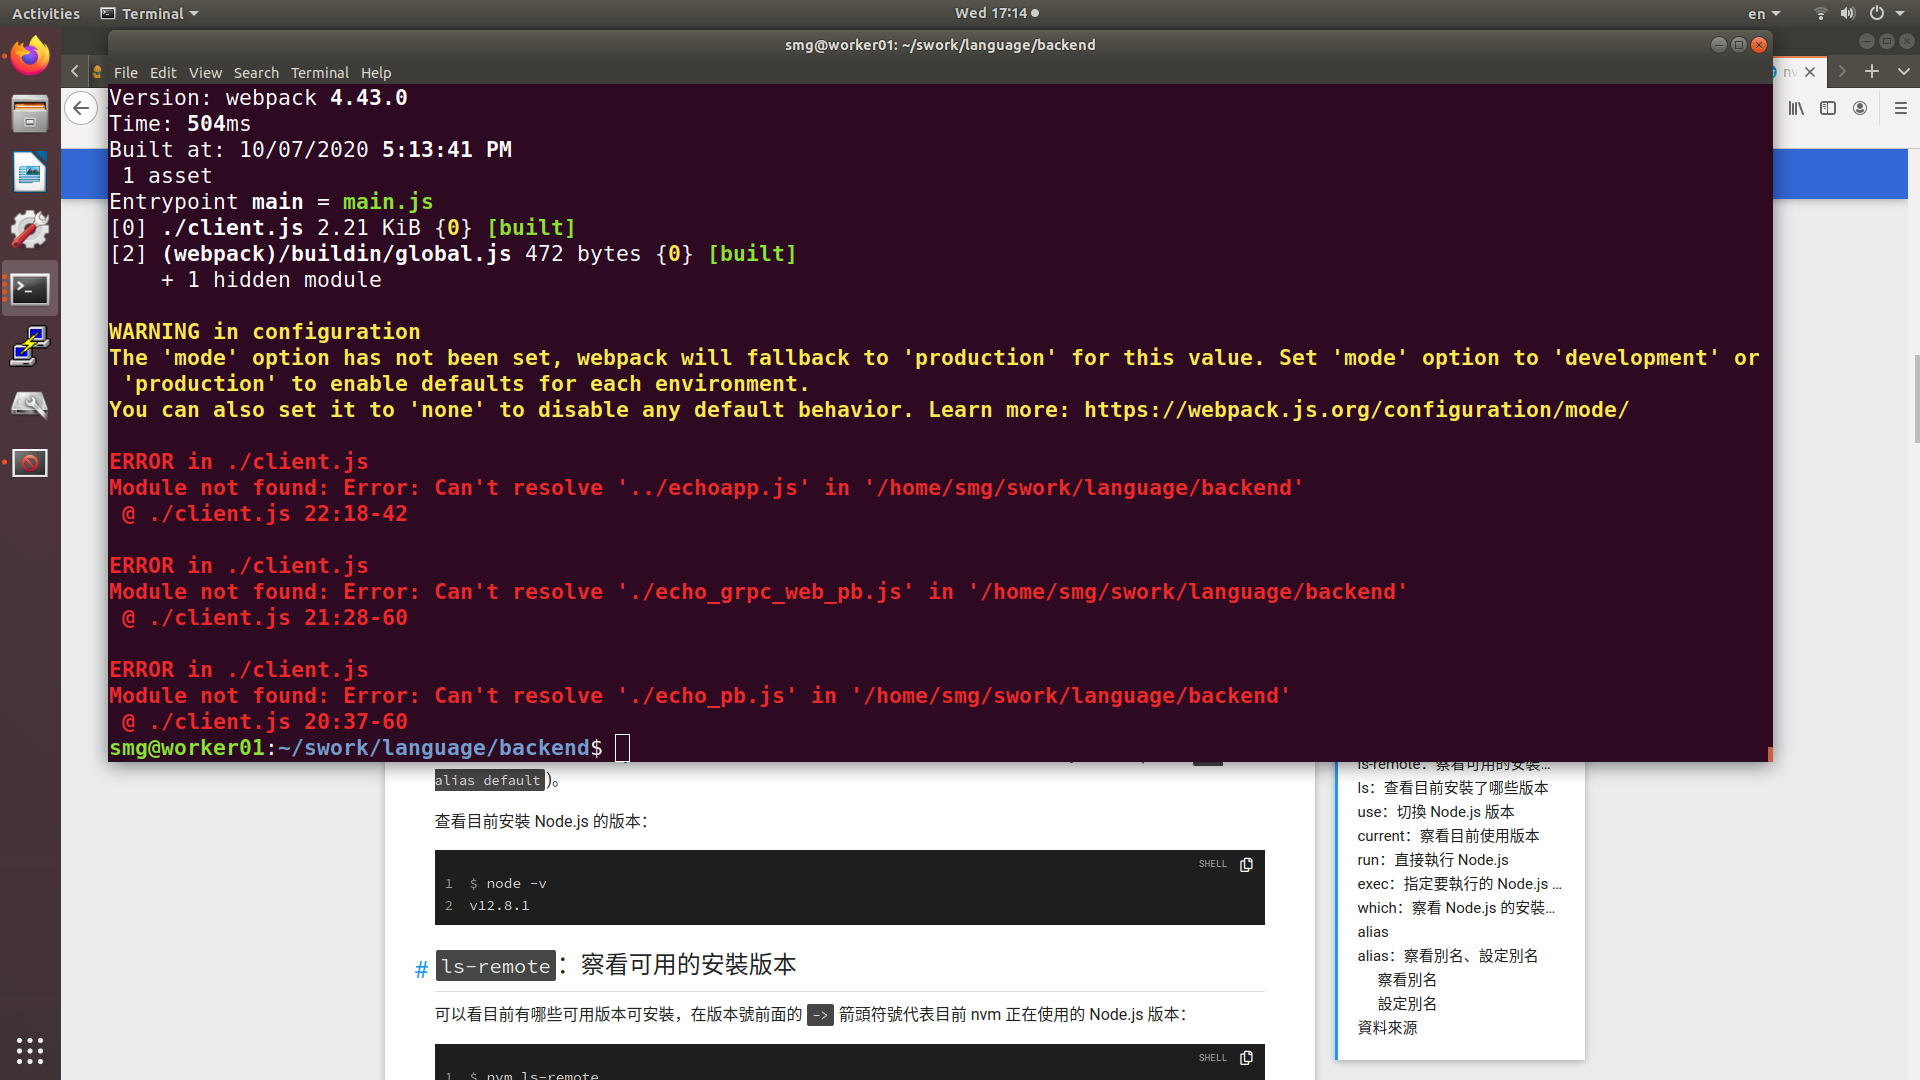 Activities
Terminal
Wed 17:14
en
smg@worker01: ~/swork/language/backend
File Edit View Search Terminal Help
Version: webpack 4.43.0
Time: 504ms
Built at: 10/07/2020 5:13:41 PM
1 asset
Entrypoint main = main.js
[0] ./client.js 2.21 KiB {0} [built]
[2] (webpack)/buildin/global.js 472 bytes {0} [built]
+ 1 hidden module
WARNING in configuration
The 'mode' option has not been set, webpack will fallback to 'production' for this value. Set 'mode' option to 'development' or
'production' to enable defaults for each environment.
You can also set it to 'none' to disable any default behavior. Learn more: https://webpack.js.org/configuration/mode/
ERROR in ./client.js
Module not found: Error: Can't resolve '../echoapp.js' in '/home/smg/swork/language/backend'
@ ./client.js 22:18-42
ERROR in ./client.js
Module not found: Error: Can't resolve './echo_grpc_web_pb.js' in '/home/smg/swork/language/backend'
@ ./client.js 21:28-60
ERROR in ./client.js
Module not found: Error: Can't resolve './echo_pb.js' in '/home/smg/swork/language/backend'
@ ./client.js 20:37-60
smg@worker01:~/swork/language/backend$
alias default)。
查看目前安裝 Node.js 的版本：
SHELL
1 $ node -v
2 v12.8.1
# ls-remote：察看可用的安裝版本
可以看目前有哪些可用版本可安裝，在版本號前面的 -> 箭頭符號代表目前 nvm 正在使用的 Node.js 版本：
SHELL
1 $ nvm ls-remote
ls-remote：察看可用的安裝...
ls：查看目前安裝了哪些版本
use：切換 Node.js 版本
current：察看目前使用版本
run：直接執行 Node.js
exec：指定要執行的 Node.js ...
which：察看 Node.js 的安裝...
alias
alias：察看別名、設定別名
察看別名
設定別名
資料來源